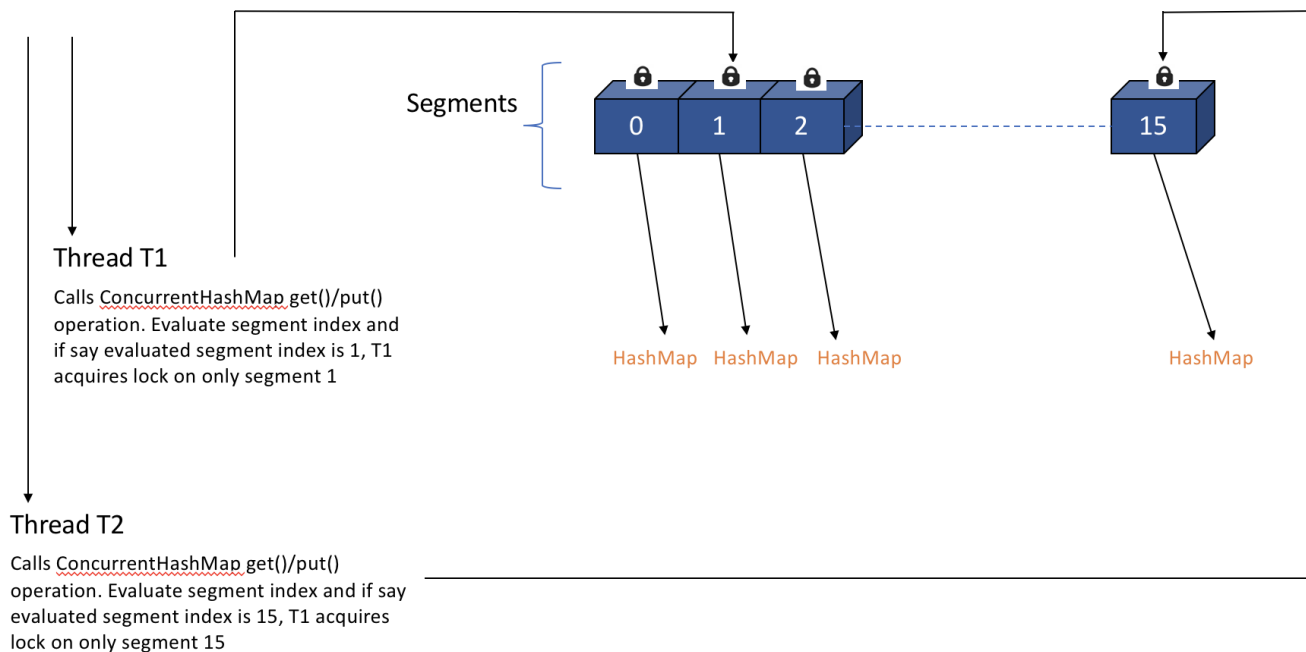 Segments
0 1 2 15
Thread T1
Calls ConcurrentHashMap get()/put()
operation. Evaluate segment index and
if say evaluated segment index is 1, T1
acquires lock on only segment 1
HashMap HashMap HashMap HashMap
Thread T2
Calls ConcurrentHashMap get()/put()
operation. Evaluate segment index and if say
evaluated segment index is 15, T1 acquires
lock on only segment 15